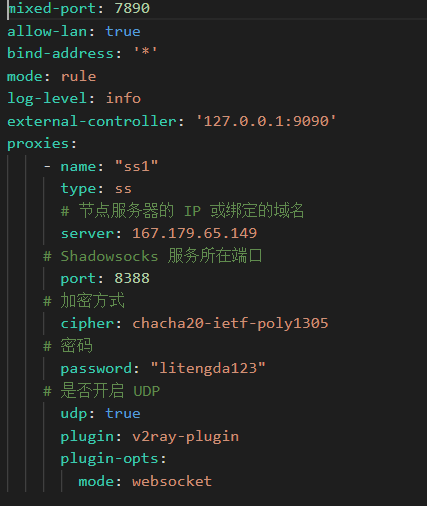 mixed-port: 7890
allow-lan: true
bind-address: '*'
mode: rule
log-level: info
external-controller: '127.0.0.1:9090'
proxies:
    - name: "ss1"
      type: ss
      # 节点服务器的 IP 或绑定的域名
      server: 167.179.65.149
    # Shadowsocks 服务所在端口
      port: 8388
    # 加密方式
      cipher: chacha20-ietf-poly1305
    # 密码
      password: "litengda123"
    # 是否开启 UDP
      udp: true
      plugin: v2ray-plugin
      plugin-opts:
        mode: websocket